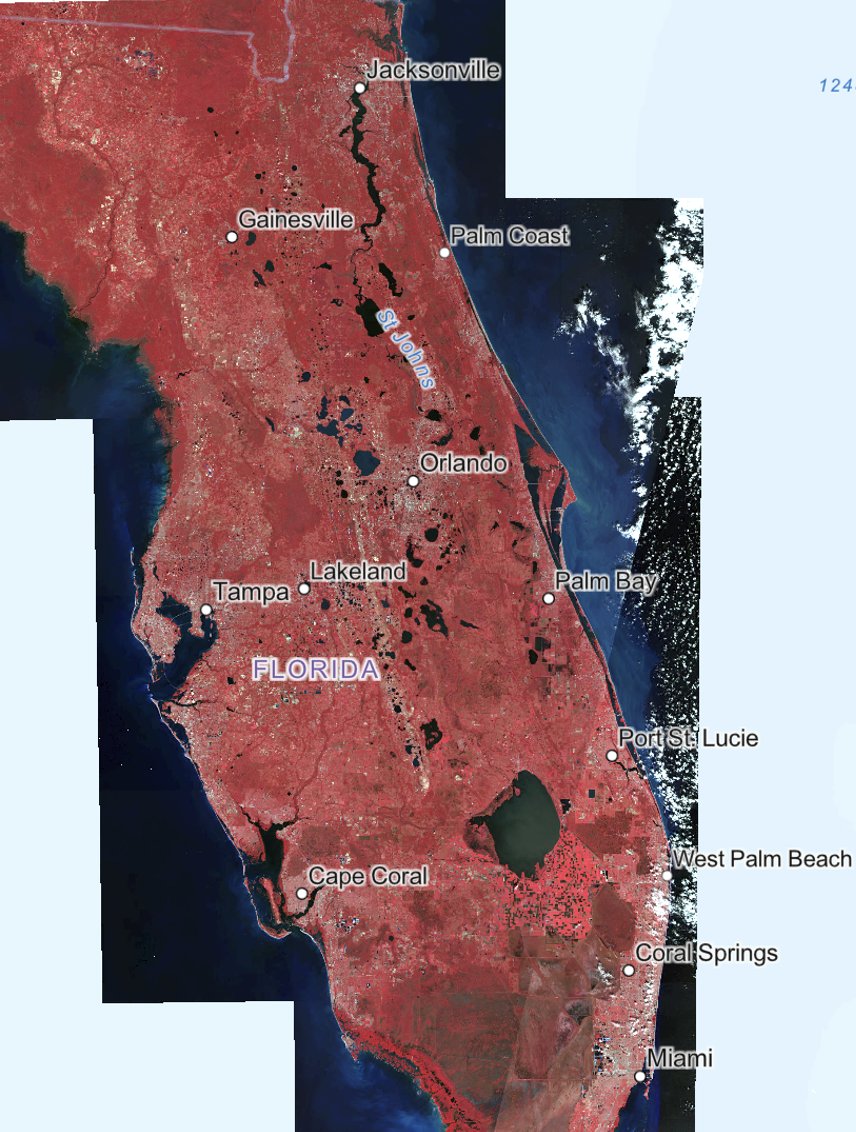 Jacksonville
124
Gainesville
Palm Coast
St Johns
Orlando
Lakeland
Palm Bay
Tampa
FLORIDA
Port St. Lucie
West Palm Beach
Cape Coral
Coral Springs
Miami